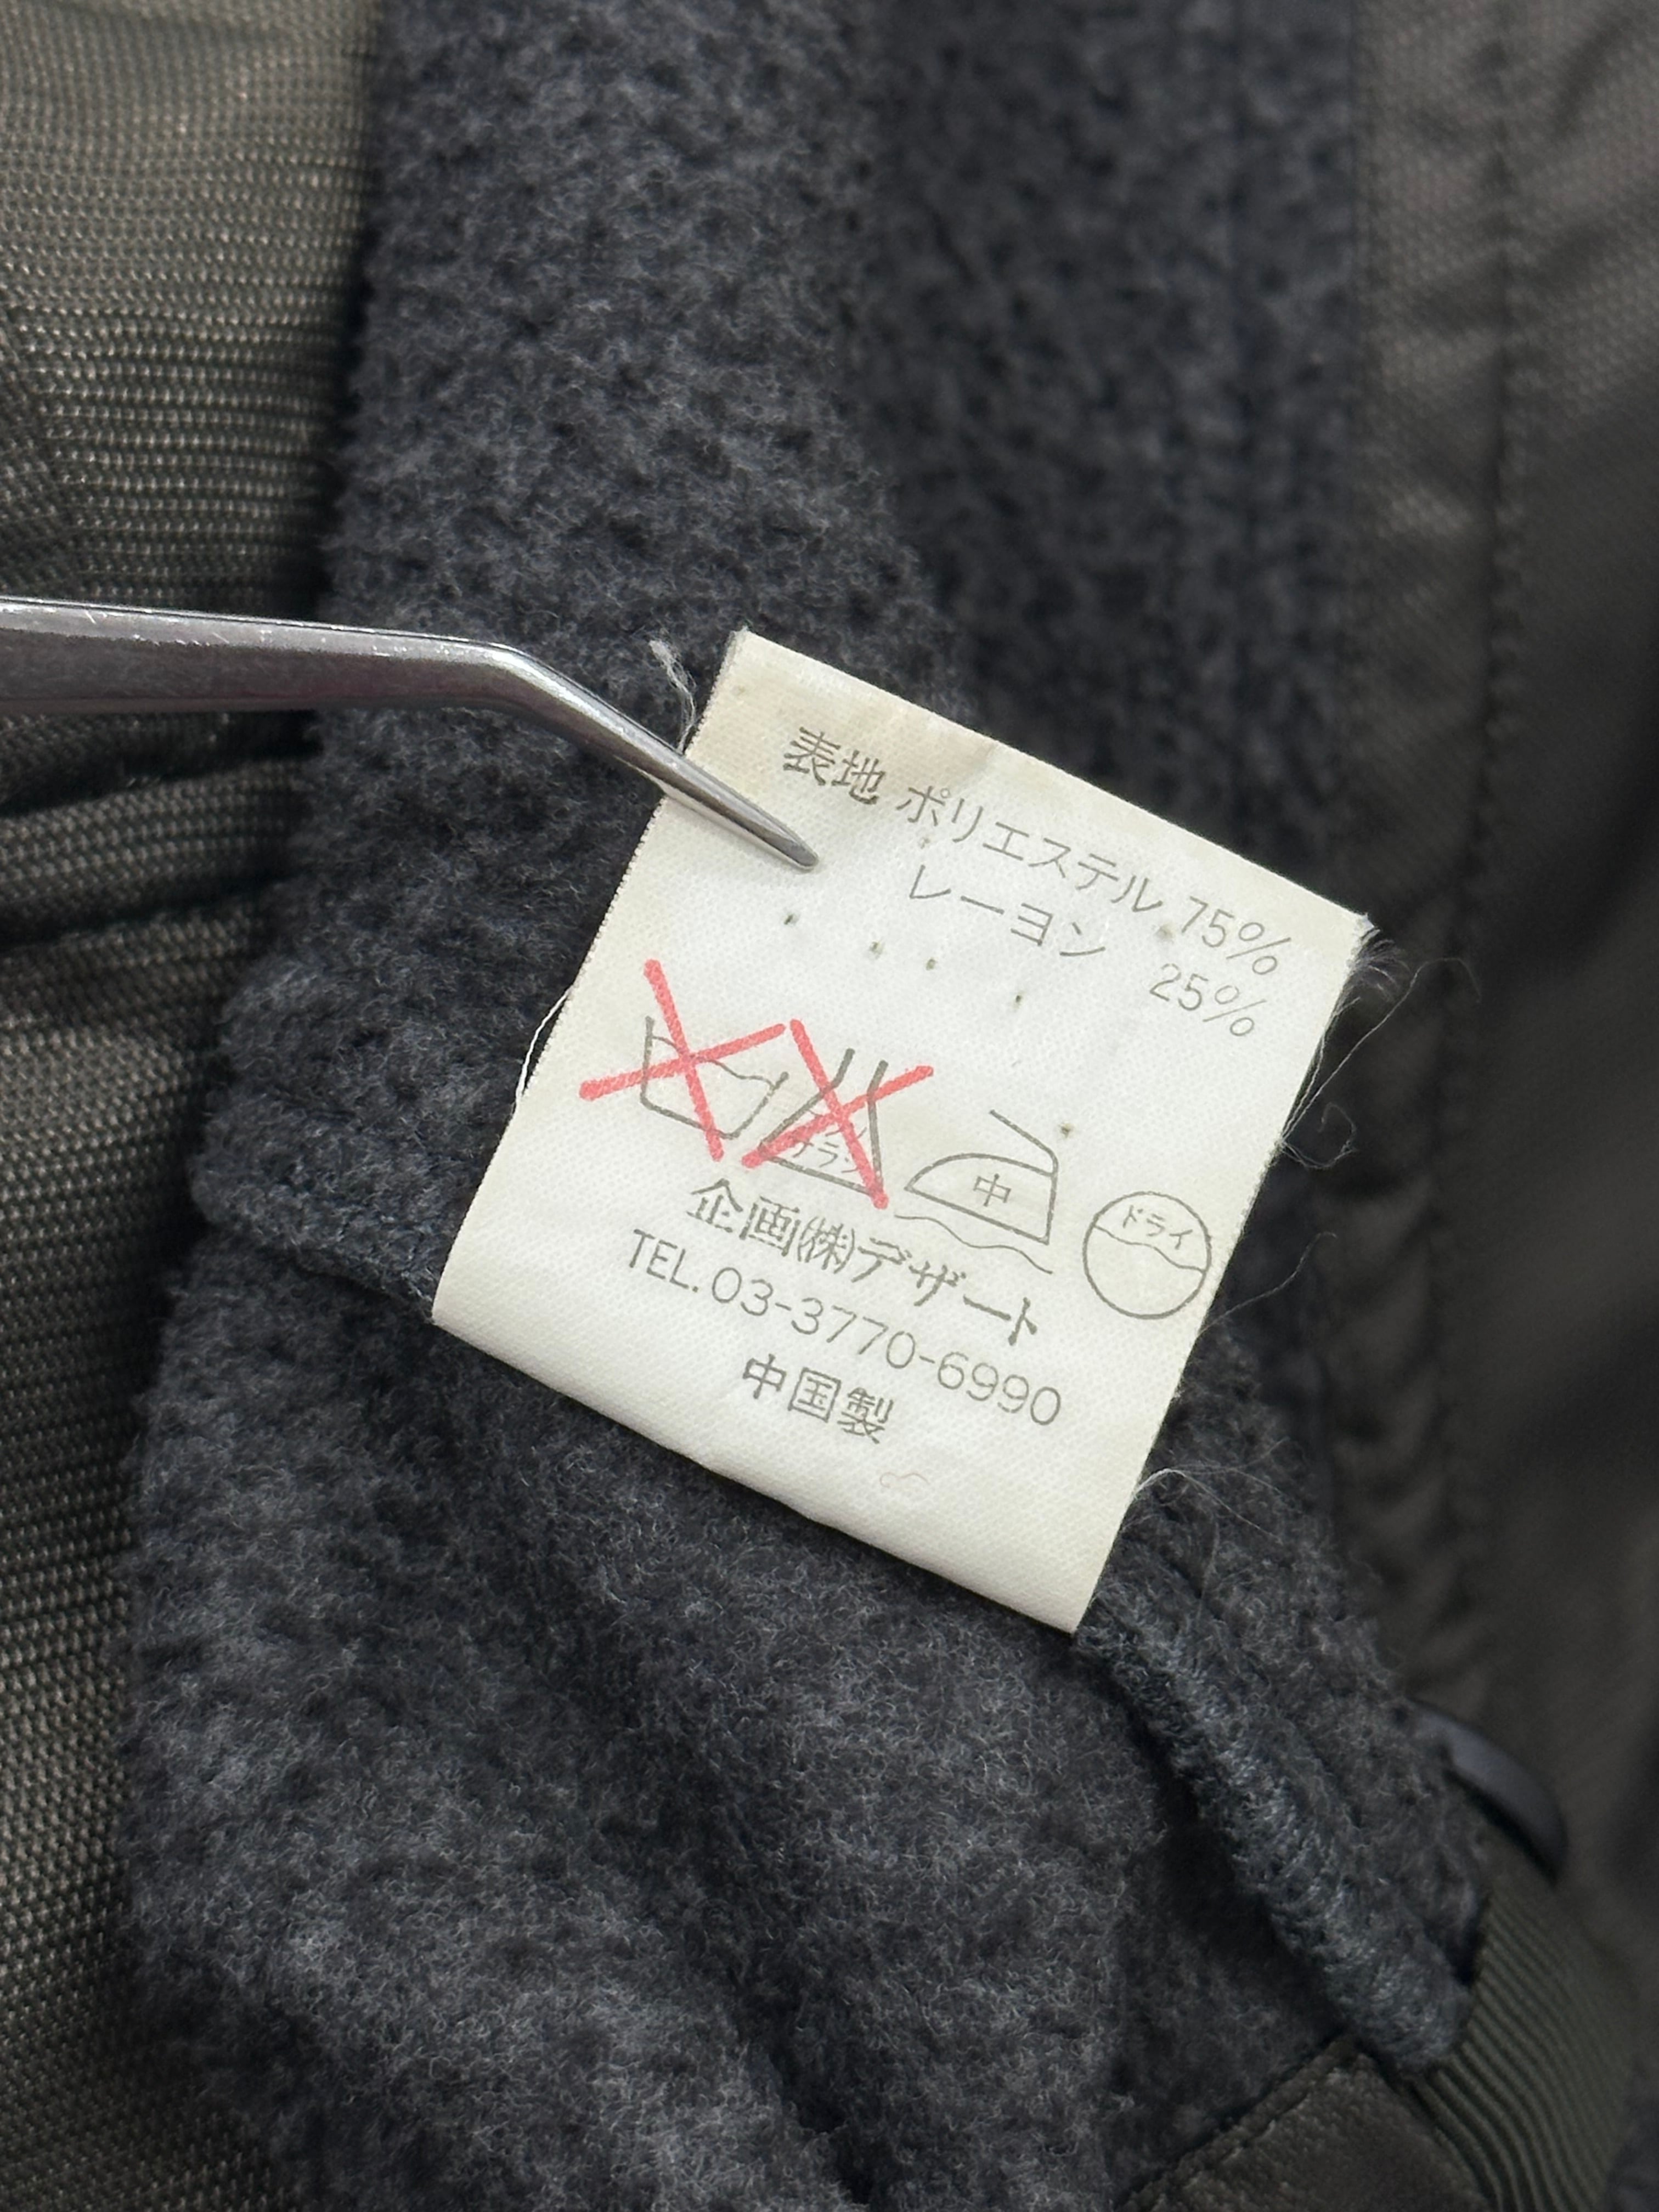 表地 ポリエステル 75%
レーヨン 25%
中
ドライ
企画(株)デザート
TEL.03-3770-6990
中国製